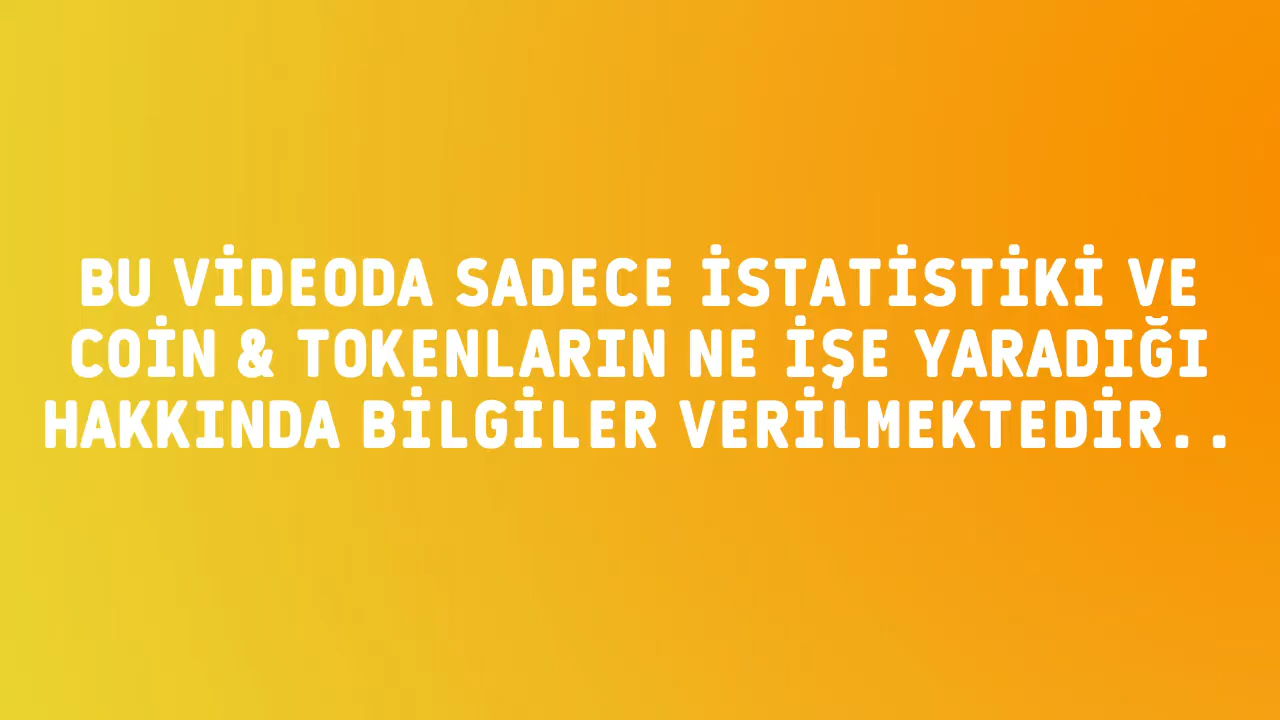 BU VİDEODA SADECE İSTATİSTİKİ VE
COİN & TOKENLARIN NE İŞE YARADIĞI
HAKKINDA BİLGİLER VERİLMEKTEDİR..